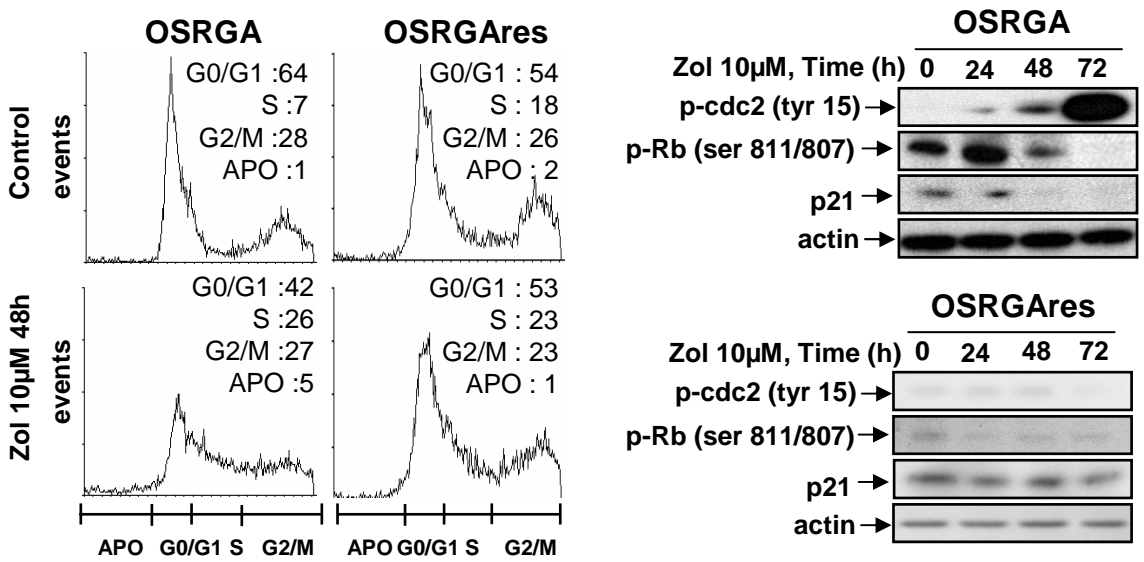 OSRGA
OSRGAres
Control
events
G0/G1 :64
S :7
G2/M :28
APO :1
G0/G1 : 54
S : 18
G2/M : 26
APO : 2
Zol 10µM 48h
events
G0/G1 :42
S :26
G2/M :27
APO :5
G0/G1 : 53
S : 23
G2/M : 23
APO : 1
APO G0/G1 S G2/M
APO G0/G1 S G2/M
OSRGA
Zol 10µM, Time (h) 0 24 48 72
p-cdc2 (tyr 15)
p-Rb (ser 811/807)
p21
actin
OSRGAres
Zol 10µM, Time (h) 0 24 48 72
p-cdc2 (tyr 15)
p-Rb (ser 811/807)
p21
actin